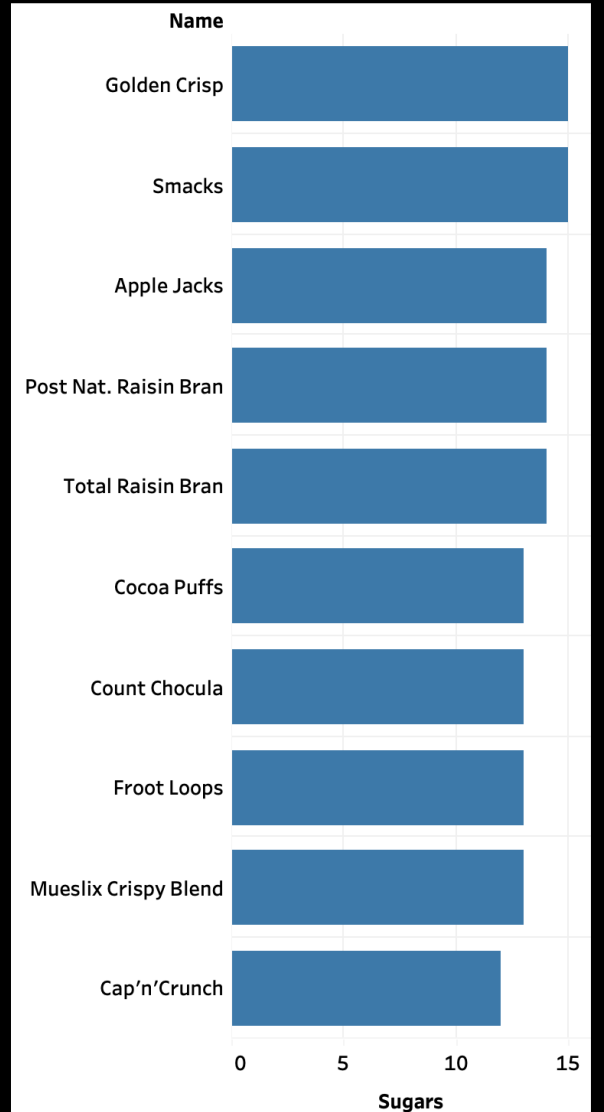 Name
Golden Crisp
Smacks
Apple Jacks
Post Nat. Raisin Bran
Total Raisin Bran
Cocoa Puffs
Count Chocula
Froot Loops
Mueslix Crispy Blend
Cap’n’Crunch
0 5 10 15
Sugars